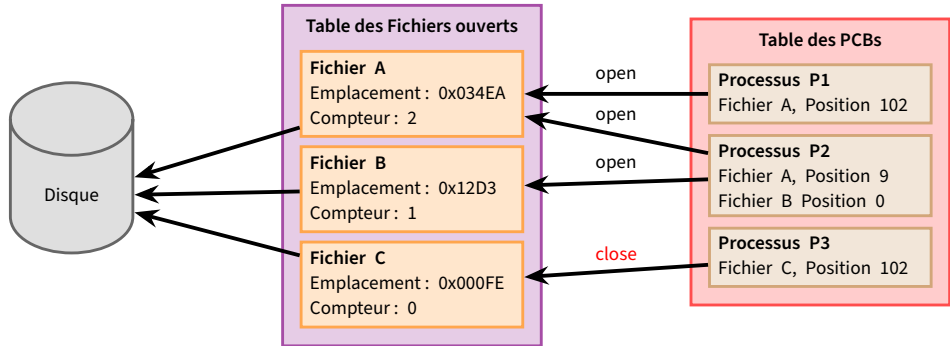 Table des Fichiers ouverts
Table des PCBs
Disque
Fichier A
Emplacement : 0x034EA
Compteur : 2
Fichier B
Emplacement : 0x12D3
Compteur : 1
Fichier C
Emplacement : 0x000FE
Compteur : 0
open
open
open
close
Processus P1
Fichier A, Position 102
Processus P2
Fichier A, Position 9
Fichier B Position 0
Processus P3
Fichier C, Position 102